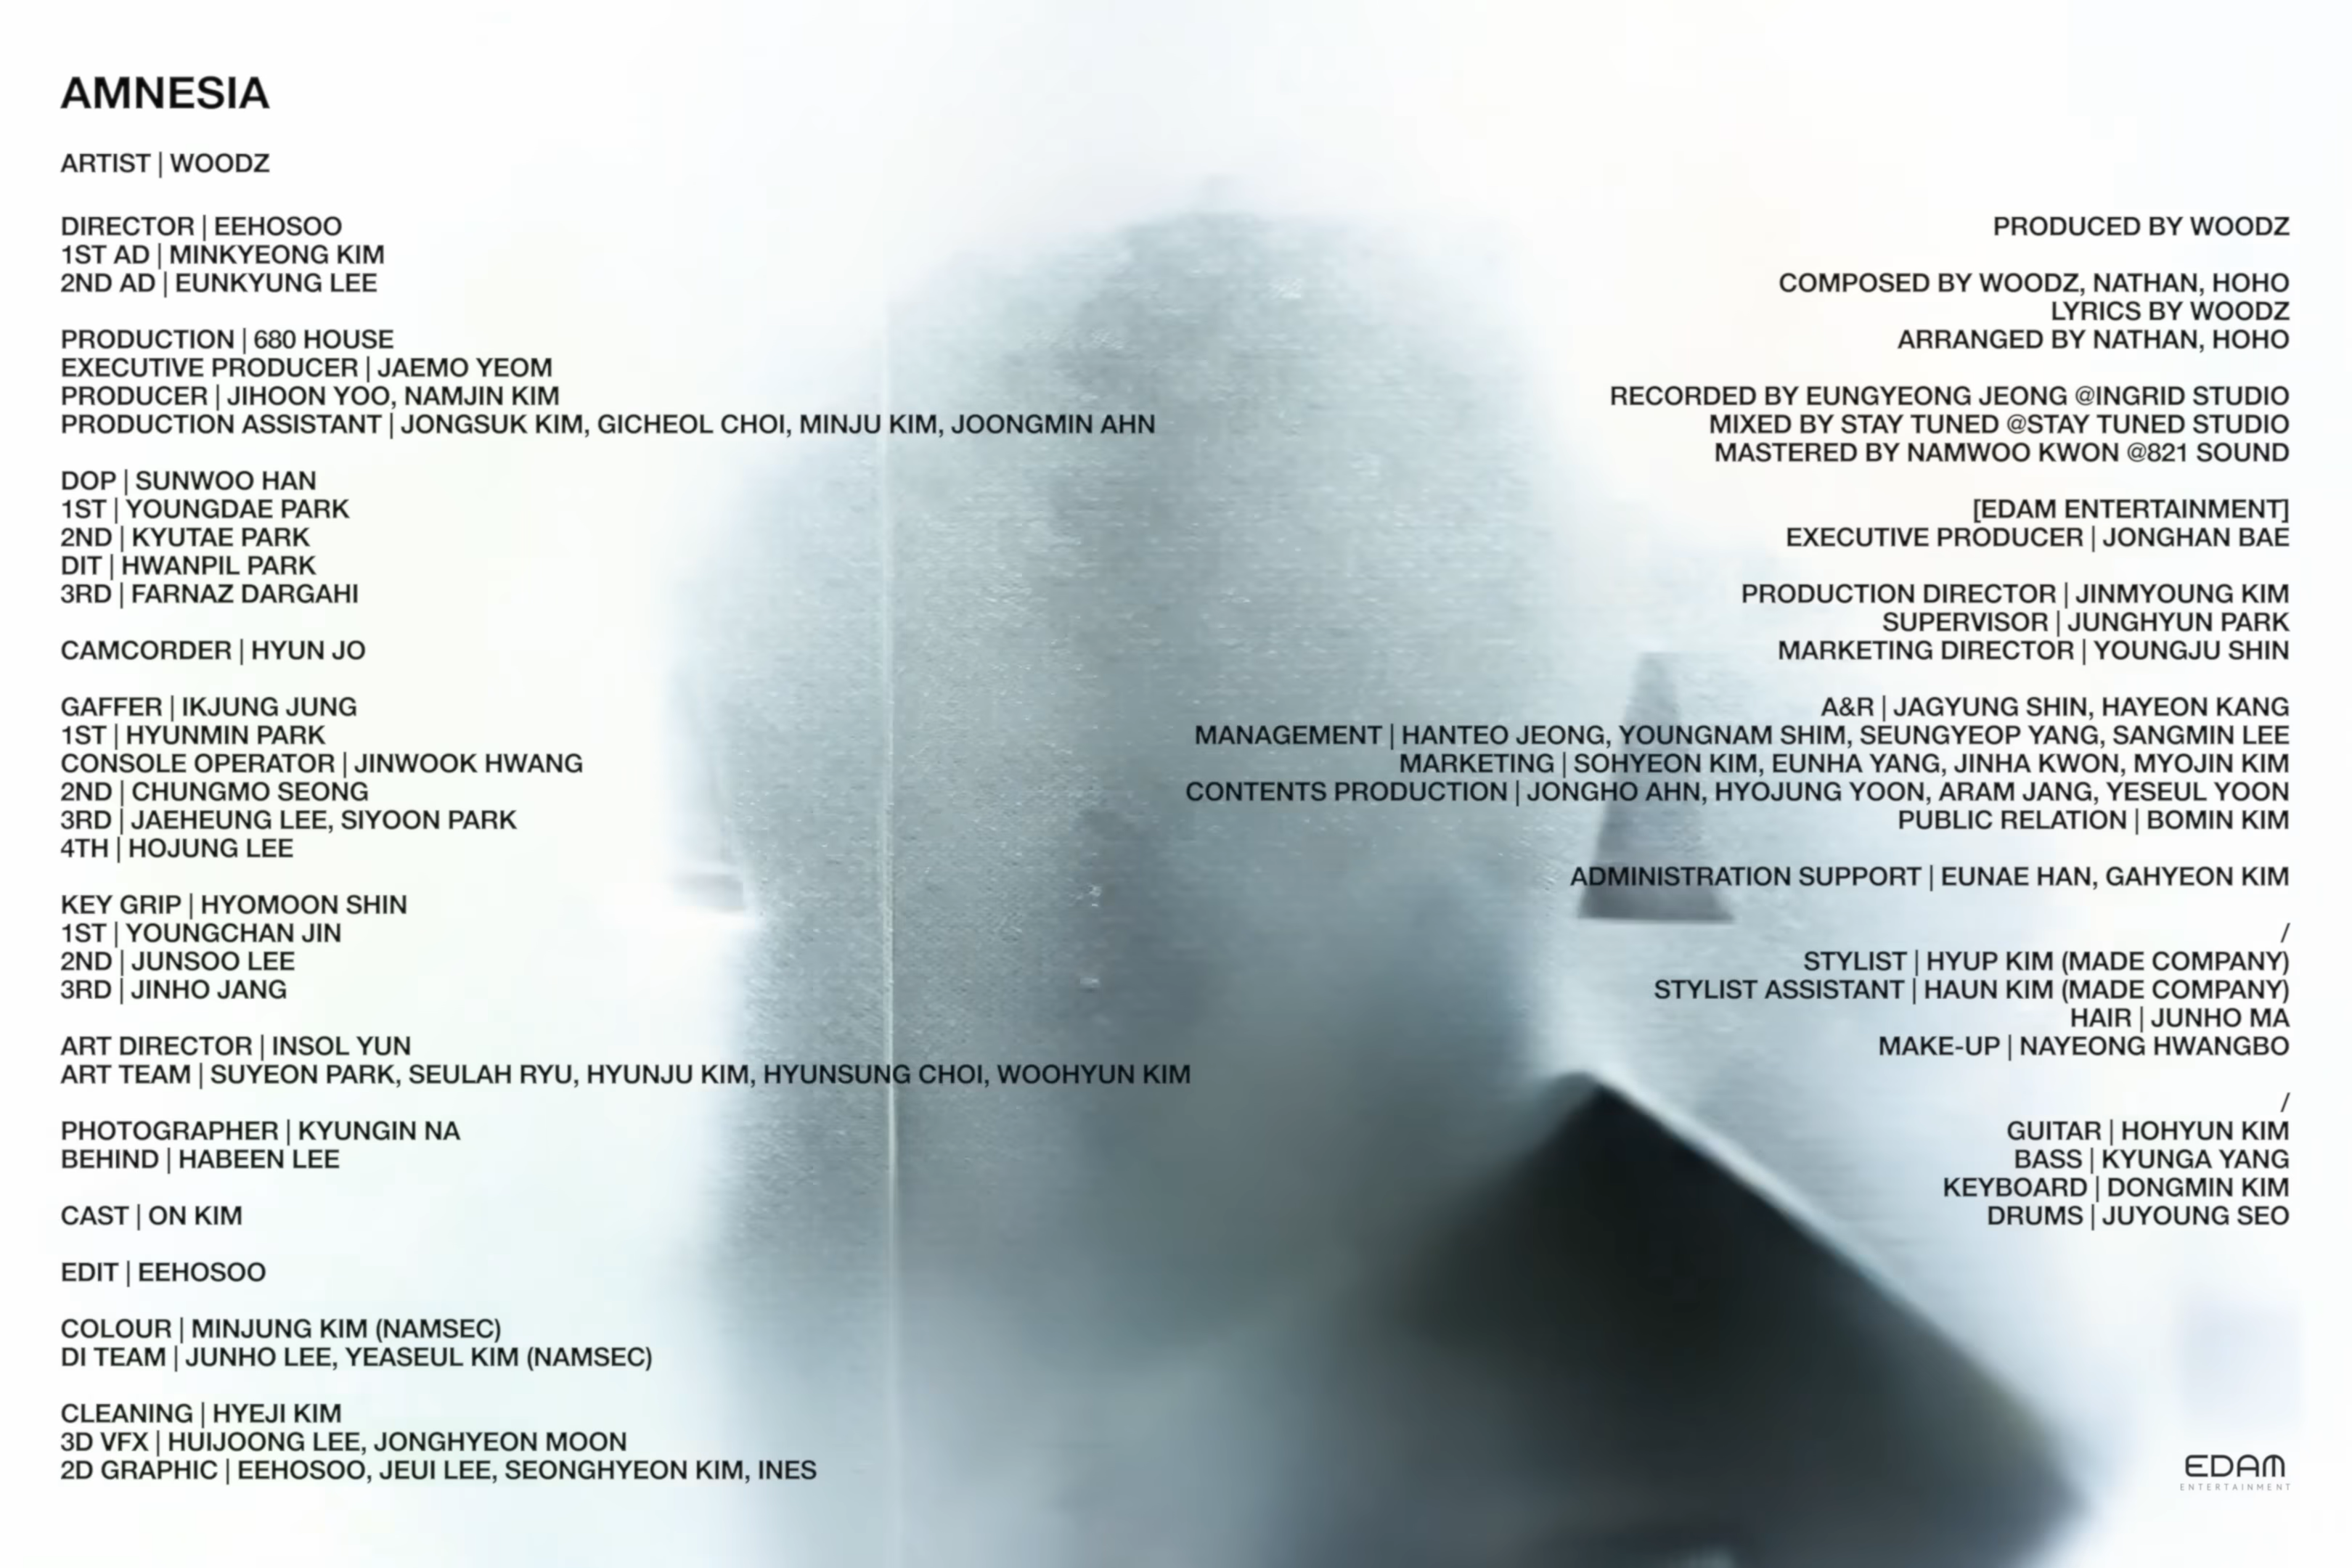 AMNESIA
ARTIST | WOODZ
DIRECTOR | EEHOSOO
1ST AD | MINKYEONG KIM
2ND AD | EUNKYUNG LEE
PRODUCTION | 680 HOUSE
EXECUTIVE PRODUCER | JAEMO YEOM
PRODUCER | JIHOON YOO, NAMJIN KIM
PRODUCTION ASSISTANT | JONGSUK KIM, GICHEOL CHOI, MINJU KIM, JOONGMIN AHN
DOP | SUNWOO HAN
1ST | YOUNGDAE PARK
2ND | KYUTAE PARK
DIT | HWANPIL PARK
3RD | FARNAZ DARGAHI
CAMCORDER | HYUN JO
GAFFER | IKJUNG JUNG
1ST | HYUNMIN PARK
CONSOLE OPERATOR | JINWOOK HWANG
2ND | CHUNGMO SEONG
3RD | JAEHEUNG LEE, SIYOON PARK
4TH | HOJUNG LEE
KEY GRIP | HYOMOON SHIN
1ST | YOUNGCHAN JIN
2ND | JUNSOO LEE
3RD | JINHO JANG
ART DIRECTOR | INSOL YUN
ART TEAM | SUYEON PARK, SEULAH RYU, HYUNJU KIM, HYUNSUNG CHOI, WOOHYUN KIM
PHOTOGRAPHER | KYUNGIN NA
BEHIND | HABEEN LEE
CAST | ON KIM
EDIT | EEHOSOO
COLOUR | MINJUNG KIM (NAMSEC)
DI TEAM | JUNHO LEE, YEASEUL KIM (NAMSEC)
CLEANING | HYEJI KIM
3D VFX | HUIJOONG LEE, JONGHYEON MOON
2D GRAPHIC | EEHOSOO, JEUI LEE, SEONGHYEON KIM, INES
PRODUCED BY WOODZ
COMPOSED BY WOODZ, NATHAN, HOHO
LYRICS BY WOODZ
ARRANGED BY NATHAN, HOHO
RECORDED BY EUNGYEONG JEONG @INGRID STUDIO
MIXED BY STAY TUNED @STAY TUNED STUDIO
MASTERED BY NAMWOO KWON @821 SOUND
[EDAM ENTERTAINMENT]
EXECUTIVE PRODUCER | JONGHAN BAE
PRODUCTION DIRECTOR | JINMYOUNG KIM
SUPERVISOR | JUNGHYUN PARK
MARKETING DIRECTOR | YOUNGJU SHIN
A&R | JAGYUNG SHIN, HAYEON KANG
MANAGEMENT | HANTEO JEONG, YOUNGNAM SHIM, SEUNGYEOP YANG, SANGMIN LEE
MARKETING | SOHYEON KIM, EUNHA YANG, JINHA KWON, MYOJIN KIM
CONTENTS PRODUCTION | JONGHO AHN, HYOJUNG YOON, ARAM JANG, YESEUL YOON
PUBLIC RELATION | BOMIN KIM
ADMINISTRATION SUPPORT | EUNAE HAN, GAHYEON KIM
/
STYLIST | HYUP KIM (MADE COMPANY)
STYLIST ASSISTANT | HAUN KIM (MADE COMPANY)
HAIR | JUNHO MA
MAKE-UP | NAYEONG HWANGBO
/
GUITAR | HOHYUN KIM
BASS | KYUNGA YANG
KEYBOARD | DONGMIN KIM
DRUMS | JUYOUNG SEO
EDAM
ENTERTAINMENT